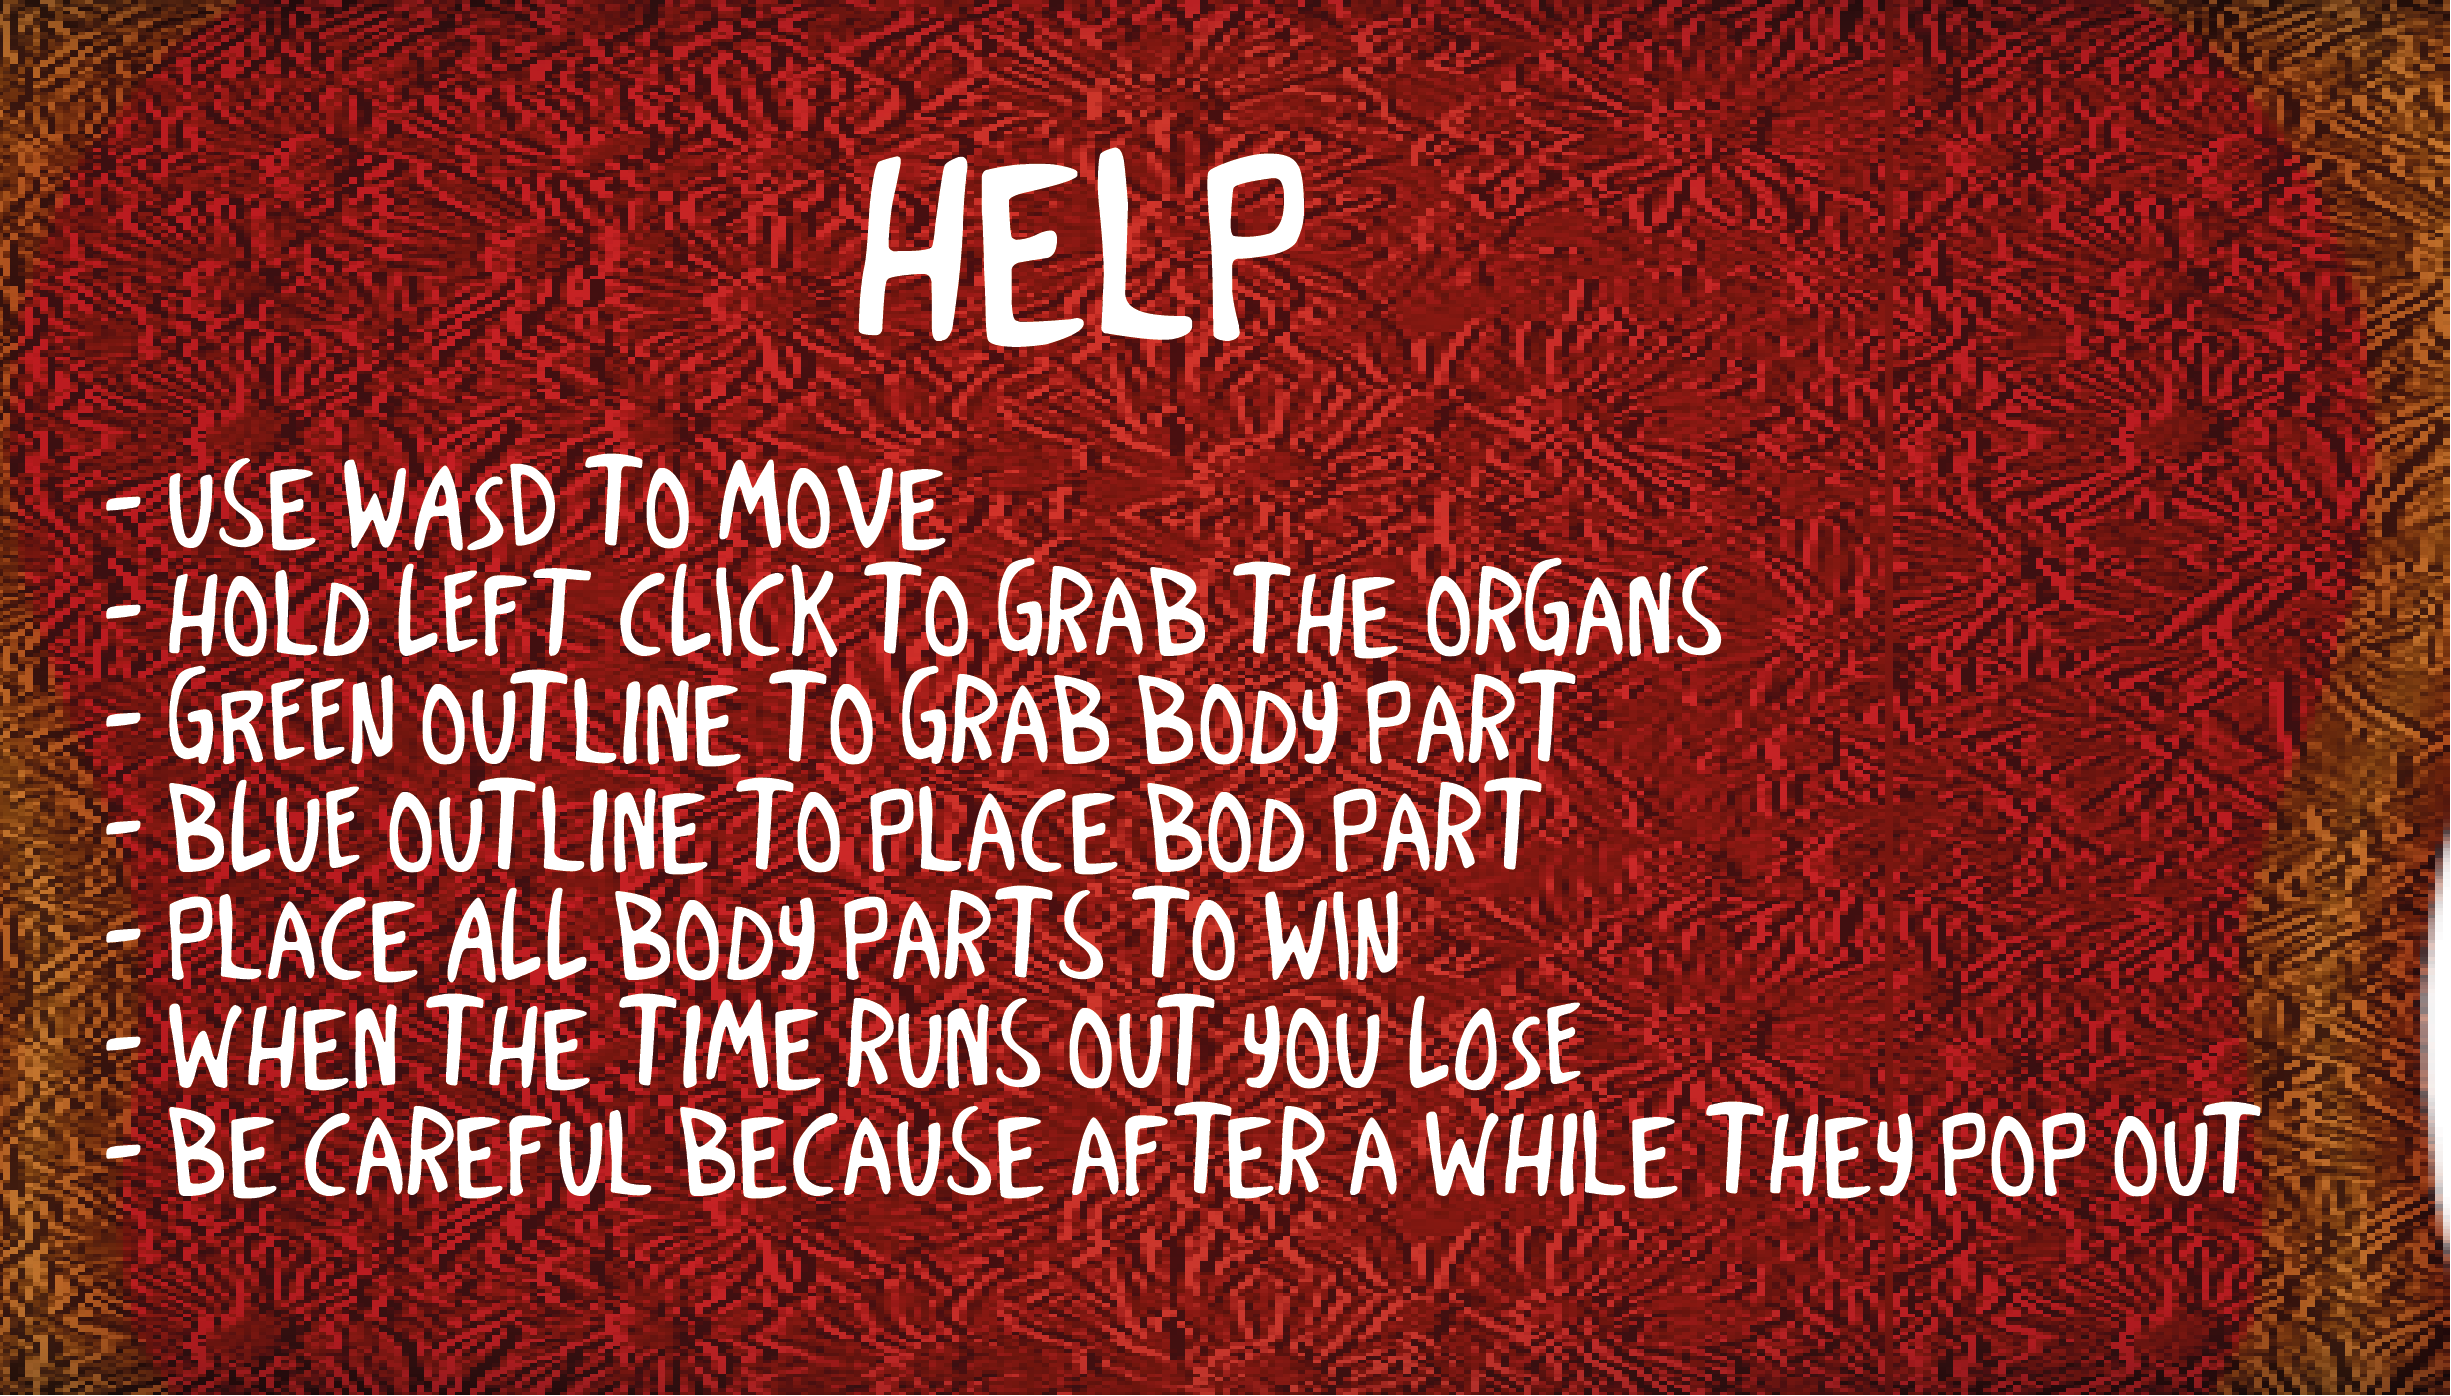 HELP
- USE WASD TO MOVE
- HOLD LEFT CLICK TO GRAB THE ORGANS
- GREEN OUTLINE TO GRAB BODY PART
- BLUE OUTLINE TO PLACE BOD PART
- PLACE ALL BODY PARTS TO WIN
- WHEN THE TIME RUNS OUT YOU LOSE
- BE CAREFUL BECAUSE AFTER A WHILE THEY POP OUT